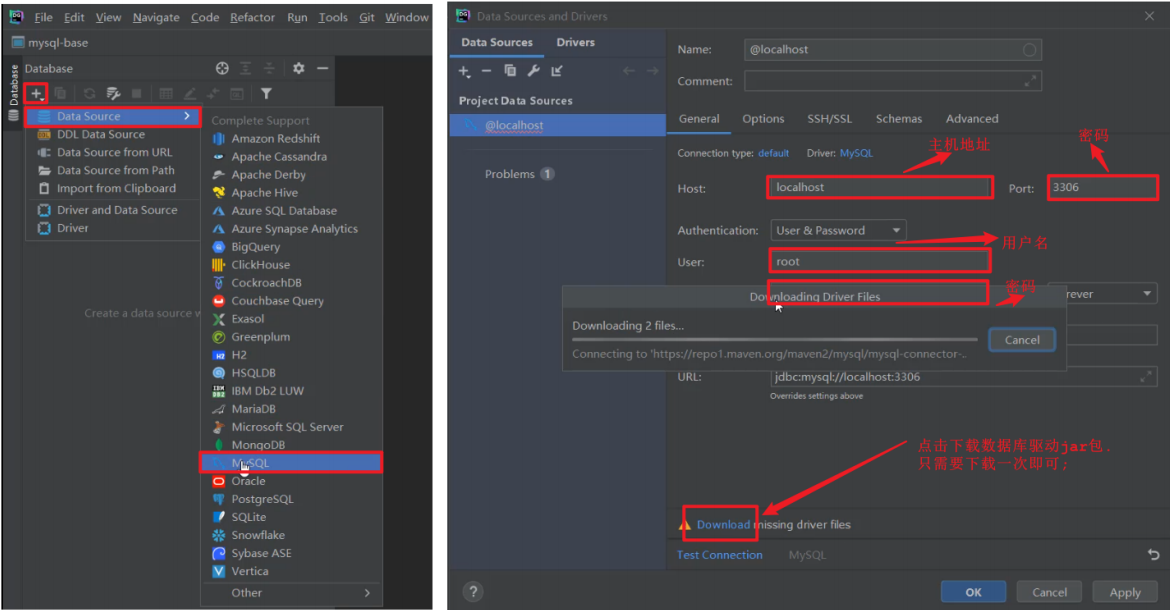 DG File Edit View Navigate Code Refactor Run Tools Git Window
mysql-base
Database
Database
Data Source
DDL Data Source
Data Source from URL
Data Source from Path
Import from Clipboard
Driver and Data Source
Driver
Create a data source w
Complete Support
Amazon Redshift
Apache Cassandra
Apache Derby
Apache Hive
Azure SQL Database
Azure Synapse Analytics
BigQuery
ClickHouse
CockroachDB
Couchbase Query
Exasol
Greenplum
H2
HSQLDB
IBM Db2 LUW
MariaDB
Microsoft SQL Server
MongoDB
MySQL
Oracle
PostgreSQL
SQLite
Snowflake
Sybase ASE
Vertica
Other
DG Data Sources and Drivers
Data Sources Drivers
Project Data Sources
@localhost
Problems 1
Name: @localhost
Comment:
General Options SSH/SSL Schemas Advanced
主机地址
密码
Connection type: default Driver: MySQL
Host: localhost Port: 3306
Authentication: User & Password
用户名
User: root
密码
rever
Downloading Driver Files
Downloading 2 files...
Connecting to 'https://repo1.maven.org/maven2/mysql/mysql-connector-..
Cancel
URL: jdbc:mysql://localhost:3306
Overrides settings above
点击下载数据库驱动jar包.
只需要下载一次即可;
Download missing driver files
Test Connection MySQL
? OK Cancel Apply